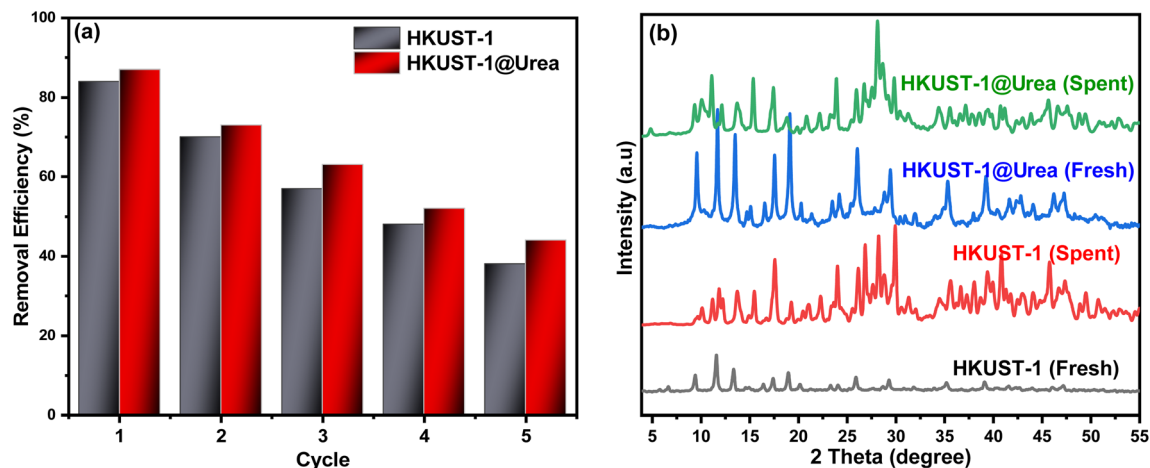 (a)
HKUST-1
HKUST-1@Urea
Removal Efficiency (%)
100
80
60
40
20
0
1 2 3 4 5
Cycle
(b)
HKUST-1@Urea (Spent)
HKUST-1@Urea (Fresh)
HKUST-1 (Spent)
HKUST-1 (Fresh)
Intensity (a.u)
5 10 15 20 25 30 35 40 45 50 55
2 Theta (degree)